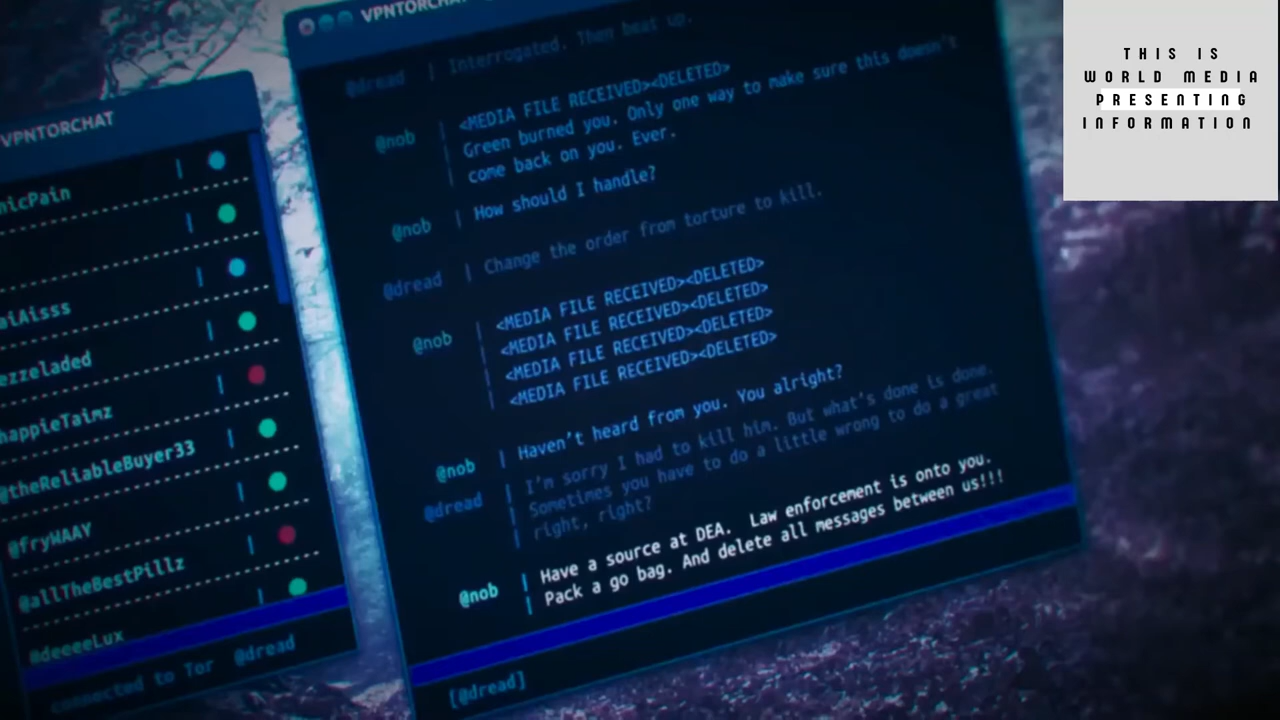 VPNTORCHAT
nicPain
aiAisss
ezzeladed
happieTaimz
@theReliableBuyer33
@fryWAAY
@allTheBestPillz
@deeeeLux
connected to Tor @dread
VPNTORCHAT
@dread | Interrogated. Then beat up.
@nob | <MEDIA FILE RECEIVED><DELETED>
Green burned you. Only one way to make sure this doesn't
come back on you. Ever.
@nob | How should I handle?
@dread | Change the order from torture to kill.
@nob | <MEDIA FILE RECEIVED><DELETED>
<MEDIA FILE RECEIVED><DELETED>
<MEDIA FILE RECEIVED><DELETED>
<MEDIA FILE RECEIVED><DELETED>
@nob | Haven't heard from you. You alright?
@dread | I'm sorry I had to kill him. But what's done is done.
Sometimes you have to do a little wrong to do a great
right, right?
@nob | Have a source at DEA. Law enforcement is onto you.
Pack a go bag. And delete all messages between us!!!
[@dread]
THIS IS
WORLD MEDIA
PRESENTING
INFORMATION